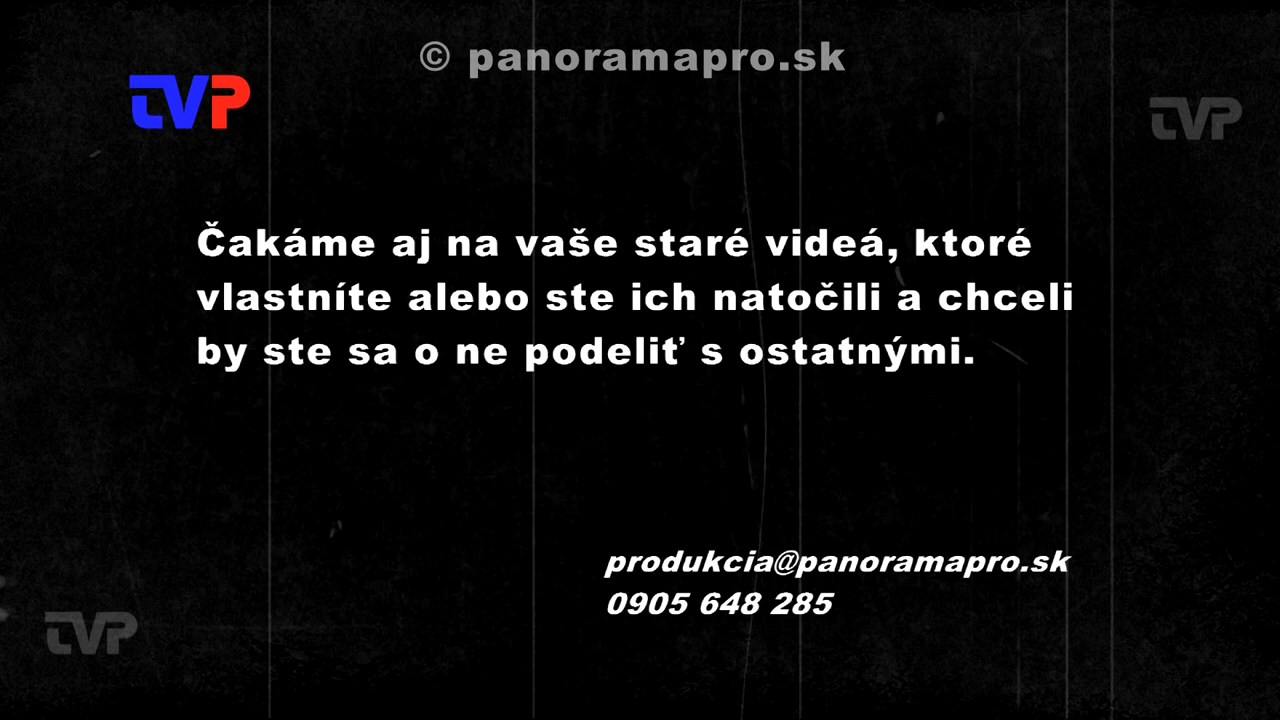 © panoramapro.sk
TVP
TVP
Čakáme aj na vaše staré videá, ktoré
vlastníte alebo ste ich natočili a chceli
by ste sa o ne podeliť s ostatnými.
produkcia@panoramapro.sk
0905 648 285
TVP